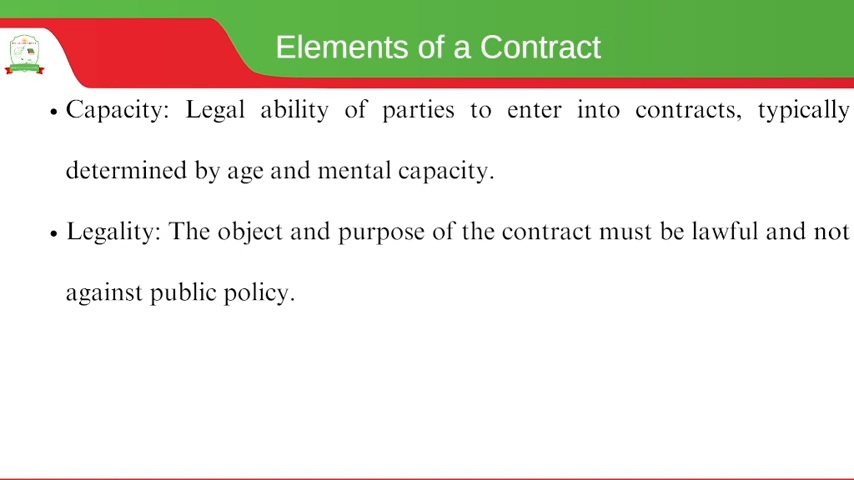 Elements of a Contract
• Capacity: Legal ability of parties to enter into contracts, typically
determined by age and mental capacity.
• Legality: The object and purpose of the contract must be lawful and not
against public policy.